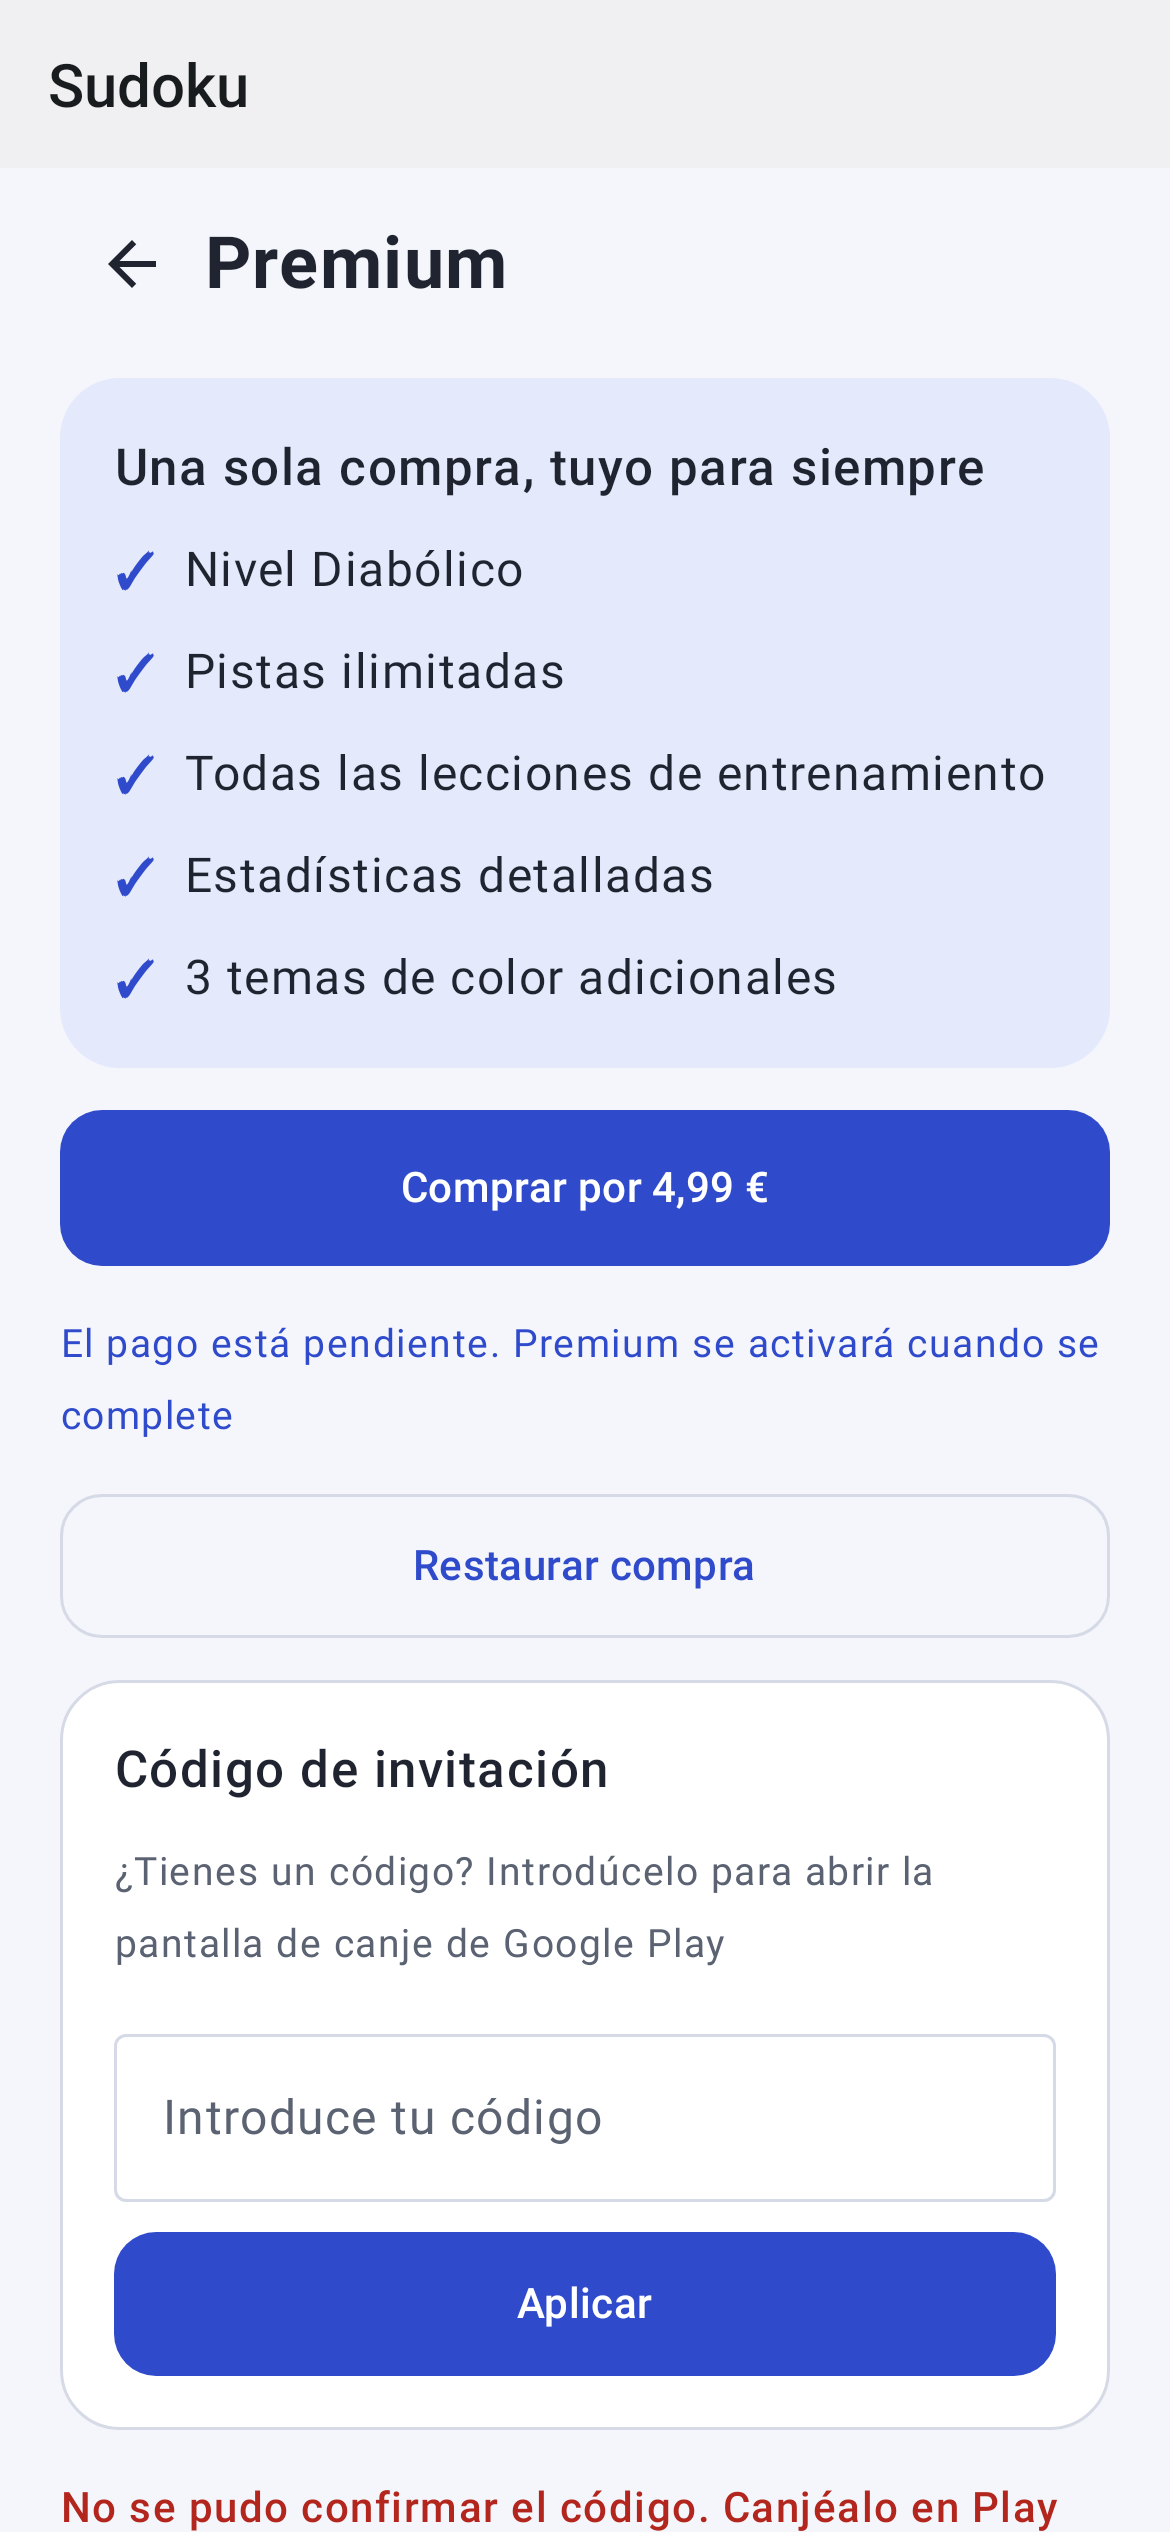 Sudoku
Premium
Una sola compra, tuyo para siempre
✓ Nivel Diabólico
✓ Pistas ilimitadas
✓ Todas las lecciones de entrenamiento
✓ Estadísticas detalladas
✓ 3 temas de color adicionales
Comprar por 4,99 €
El pago está pendiente. Premium se activará cuando se
complete
Restaurar compra
Código de invitación
¿Tienes un código? Introdúcelo para abrir la
pantalla de canje de Google Play
Introduce tu código
Aplicar
No se pudo confirmar el código. Canjéalo en Play